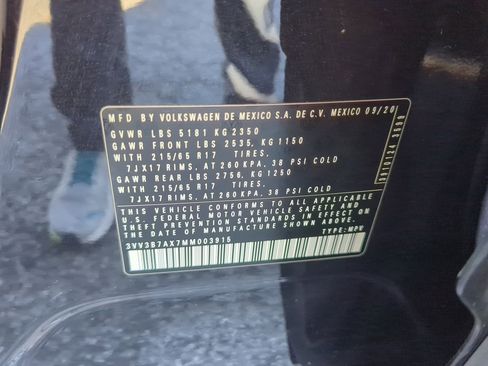 MFD BY VOLKSWAGEN DE MEXICO S.A. DE C.V. MEXICO 09/20
GVWR LBS 5181 KG 2350
GAWR FRONT LBS 2535, KG 1150
WITH 215/65 R17 TIRES,
7JX17 RIMS, AT 260 KPA, 38 PSI COLD
GAWR REAR LBS 2756, KG 1250
WITH 215/65 R17 TIRES,
7JX17 RIMS, AT 260 KPA, 38 PSI COLD
THIS VEHICLE CONFORMS TO ALL APPLICABLE
U.S. FEDERAL MOTOR VEHICLE SAFETY AND
THEFT PREVENTION STANDARDS IN EFFECT ON THE
DATE OF MANUFACTURE SHOWN ABOVE.
3VV3B7AX7MM003915 TYPE: MPV